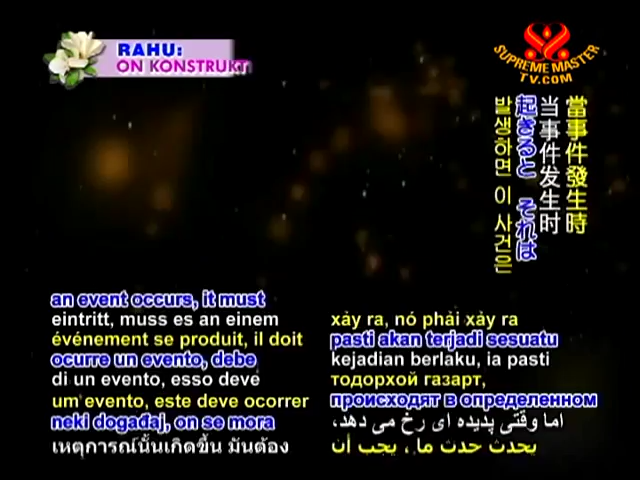 RAHU:
ON KONSTRUKT
SUPREME MASTER
TV.COM
當事件發生時
当事件发生时
起きると それは
발생하면 이 사건은
an event occurs, it must
eintritt, muss es an einem
événement se produit, il doit
ocurre un evento, debe
di un evento, esso deve
um evento, este deve ocorrer
neki događaj, on se mora
เหตุการณ์นั้นเกิดขึ้น มันต้อง
xảy ra, nó phải xảy ra
pasti akan terjadi sesuatu
kejadian berlaku, ia pasti
тодорхой газарт,
происходят в определенном
اما وقتی پدیده ای رخ می دهد،
يحدث حدث ما ، يجب أن